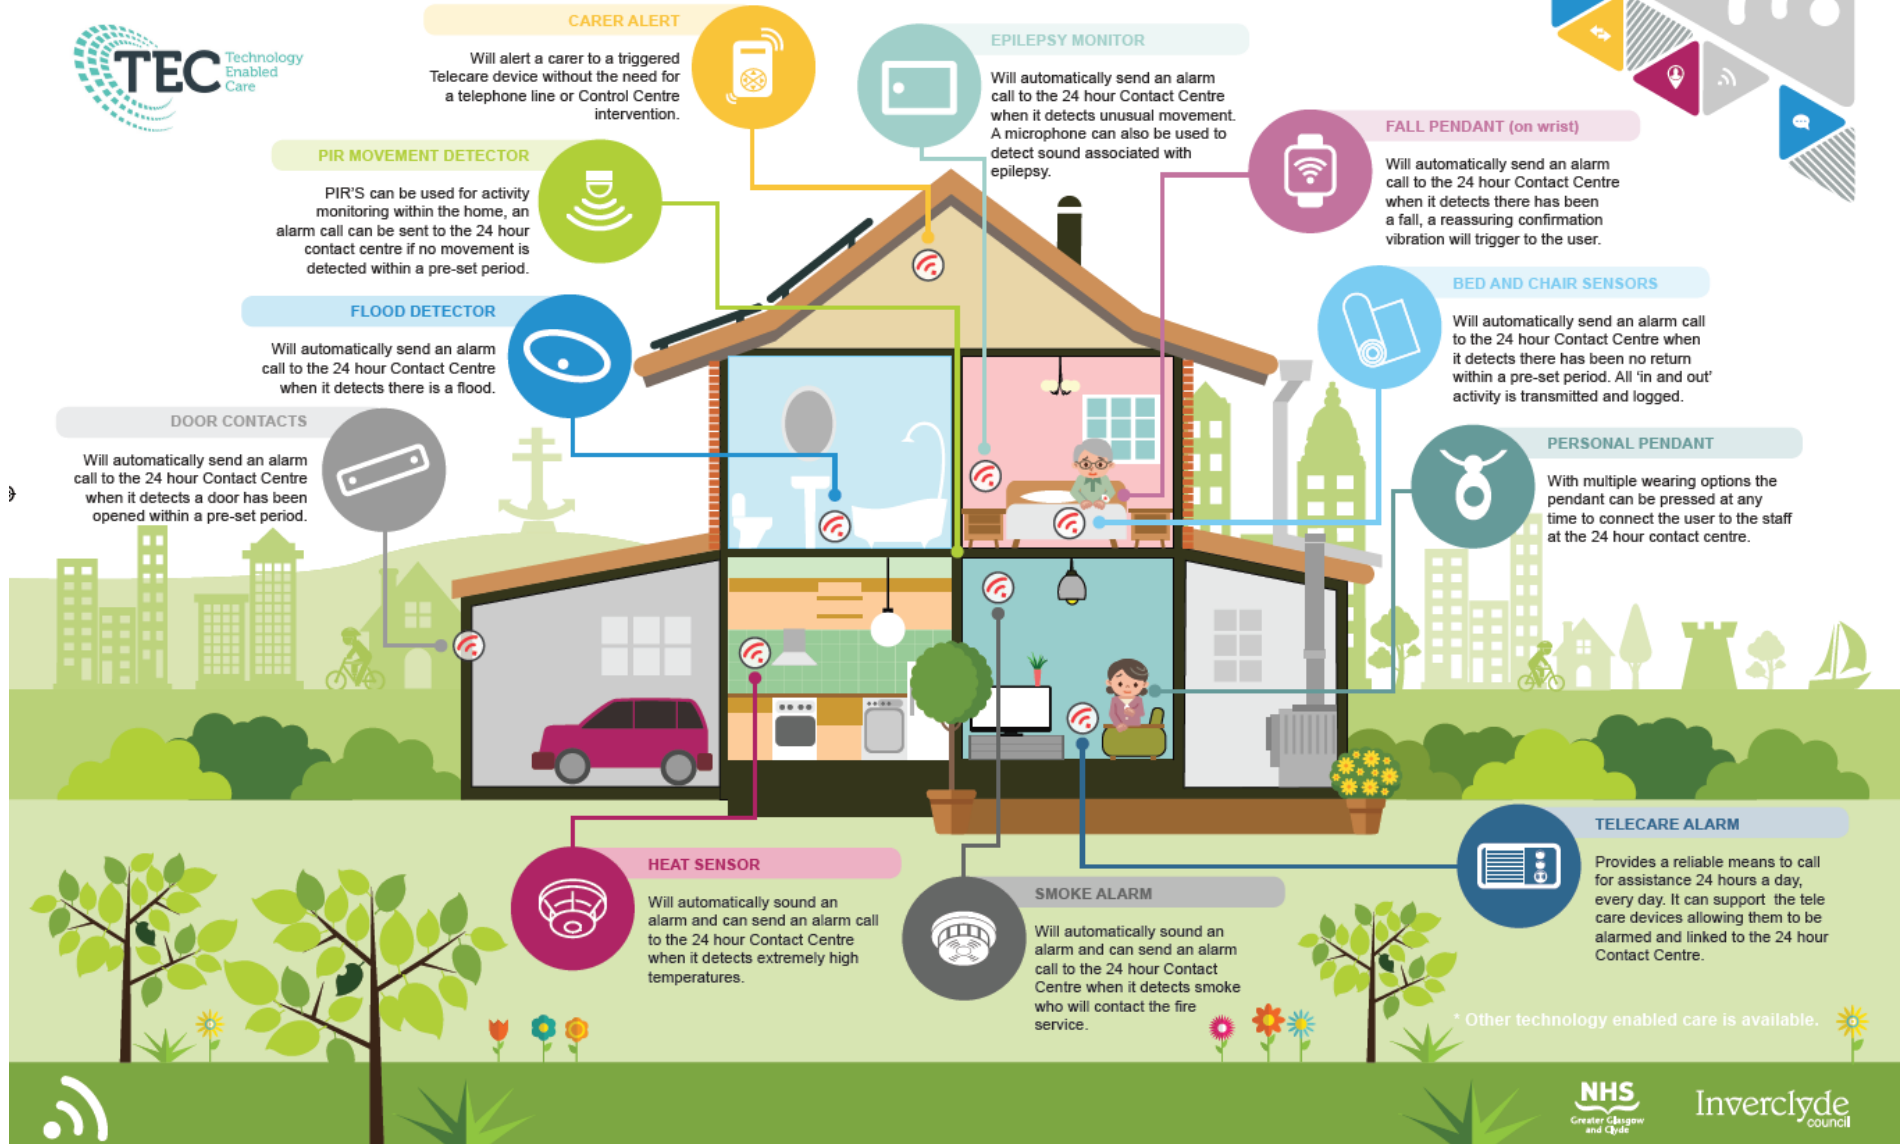 TEC
Technology
Enabled
Care
CARER ALERT
Will alert a carer to a triggered
Telecare device without the need for
a telephone line or Control Centre
intervention.
EPILEPSY MONITOR
Will automatically send an alarm
call to the 24 hour Contact Centre
when it detects unusual movement.
A microphone can also be used to
detect sound associated with
epilepsy.
FALL PENDANT (on wrist)
Will automatically send an alarm
call to the 24 hour Contact Centre
when it detects there has been
a fall, a reassuring confirmation
vibration will trigger to the user.
PIR MOVEMENT DETECTOR
PIR'S can be used for activity
monitoring within the home, an
alarm call can be sent to the 24 hour
contact centre if no movement is
detected within a pre-set period.
BED AND CHAIR SENSORS
Will automatically send an alarm call
to the 24 hour Contact Centre when
it detects there has been no return
within a pre-set period. All 'in and out'
activity is transmitted and logged.
FLOOD DETECTOR
Will automatically send an alarm
call to the 24 hour Contact Centre
when it detects there is a flood.
DOOR CONTACTS
Will automatically send an alarm
call to the 24 hour Contact Centre
when it detects a door has been
opened within a pre-set period.
PERSONAL PENDANT
With multiple wearing options the
pendant can be pressed at any
time to connect the user to the staff
at the 24 hour contact centre.
HEAT SENSOR
Will automatically sound an
alarm and can send an alarm call
to the 24 hour Contact Centre
when it detects extremely high
temperatures.
SMOKE ALARM
Will automatically sound an
alarm and can send an alarm
call to the 24 hour Contact
Centre when it detects smoke
who will contact the fire
service.
TELECARE ALARM
Provides a reliable means to call
for assistance 24 hours a day,
every day. It can support the tele
care devices allowing them to be
alarmed and linked to the 24 hour
Contact Centre.
* Other technology enabled care is available.
NHS
Greater Glasgow
and Clyde
Inverclyde
council